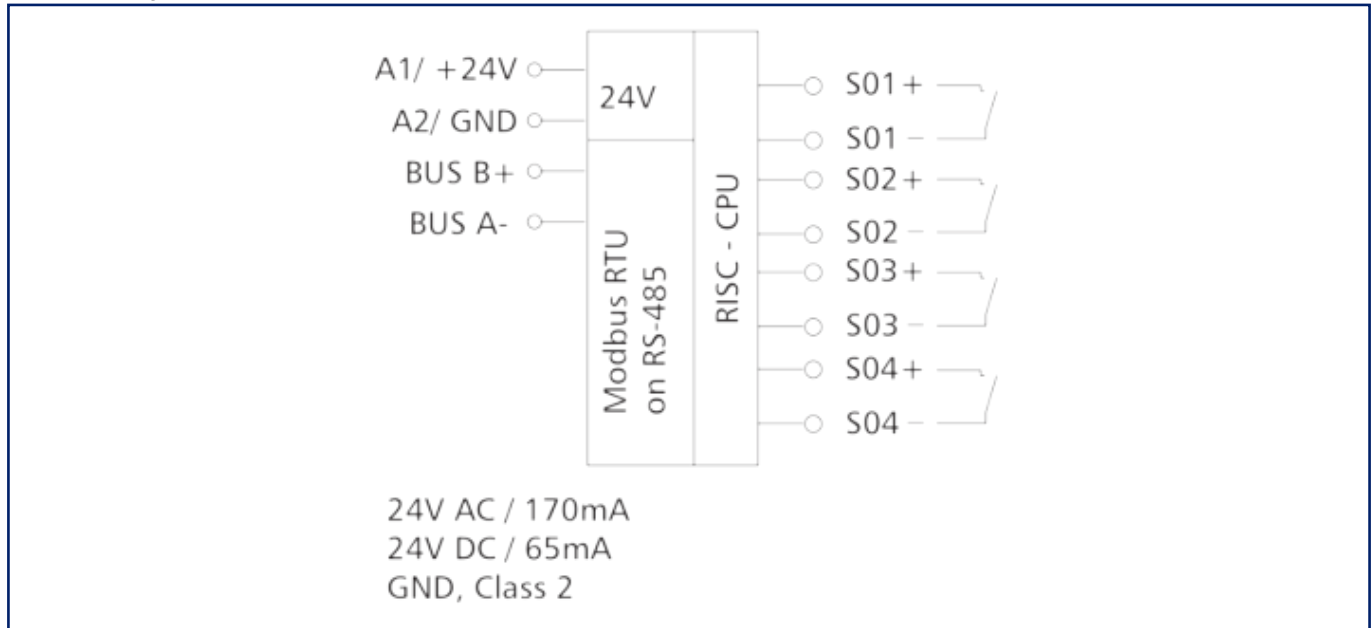 A1/ +24V
A2/ GND
BUS B+
BUS A-
24V
Modbus RTU
on RS-485
RISC - CPU
S01+
S01-
S02+
S02-
S03+
S03-
S04+
S04-
24V AC / 170mA
24V DC / 65mA
GND, Class 2